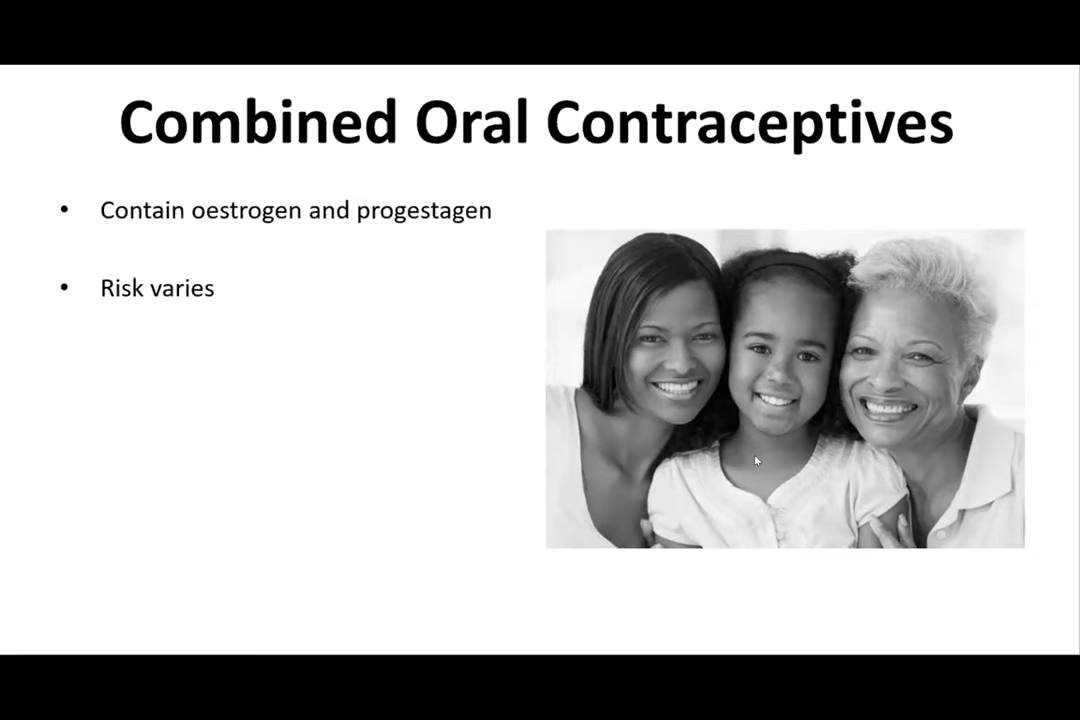 Combined Oral Contraceptives
• Contain oestrogen and progestagen
• Risk varies